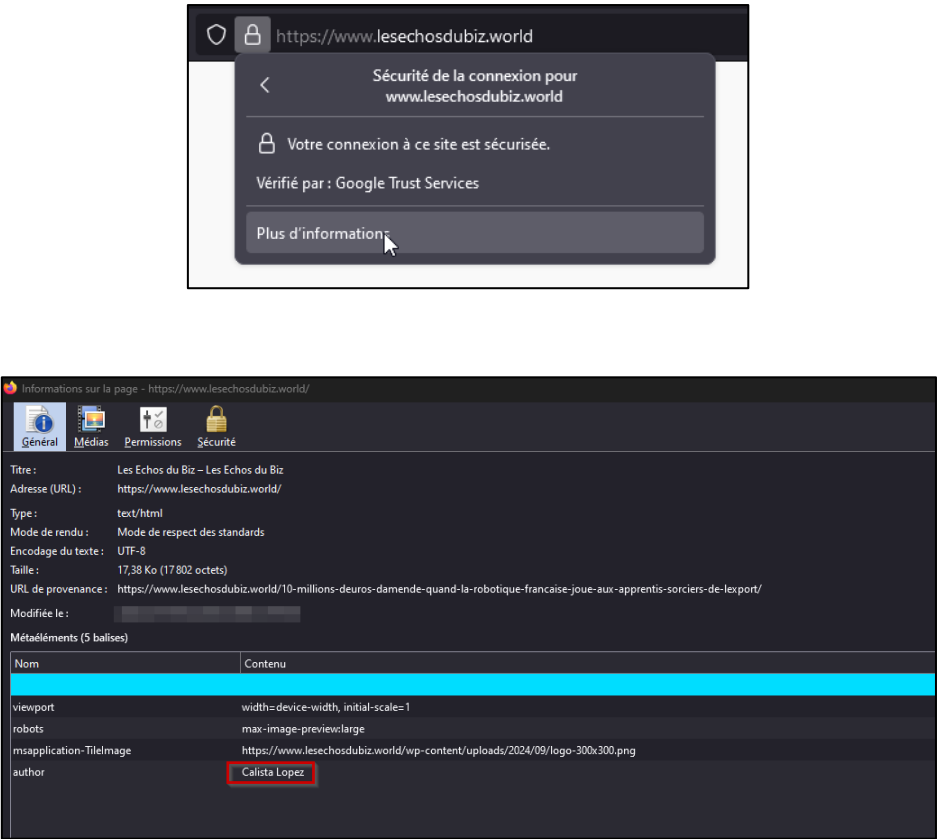 https://www.lesechosdubiz.world
Sécurité de la connexion pour
www.lesechosdubiz.world
Votre connexion à ce site est sécurisée.
Vérifié par : Google Trust Services
Plus d’informations
Informations sur la page - https://www.lesechosdubiz.world/
Général Médias Permissions Sécurité
Titre : Les Echos du Biz – Les Echos du Biz
Adresse (URL) : https://www.lesechosdubiz.world/
Type : text/html
Mode de rendu : Mode de respect des standards
Encodage du texte : UTF-8
Taille : 17,38 Ko (17 802 octets)
URL de provenance : https://www.lesechosdubiz.world/10-millions-deuros-damende-quand-la-robotique-francaise-joue-aux-apprentis-sorciers-de-lexport/
Modifiée le :
Métaéléments (5 balises)
Nom Contenu
viewport width=device-width, initial-scale=1
robots max-image-preview:large
msapplication-TileImage https://www.lesechosdubiz.world/wp-content/uploads/2024/09/logo-300x300.png
author Calista Lopez